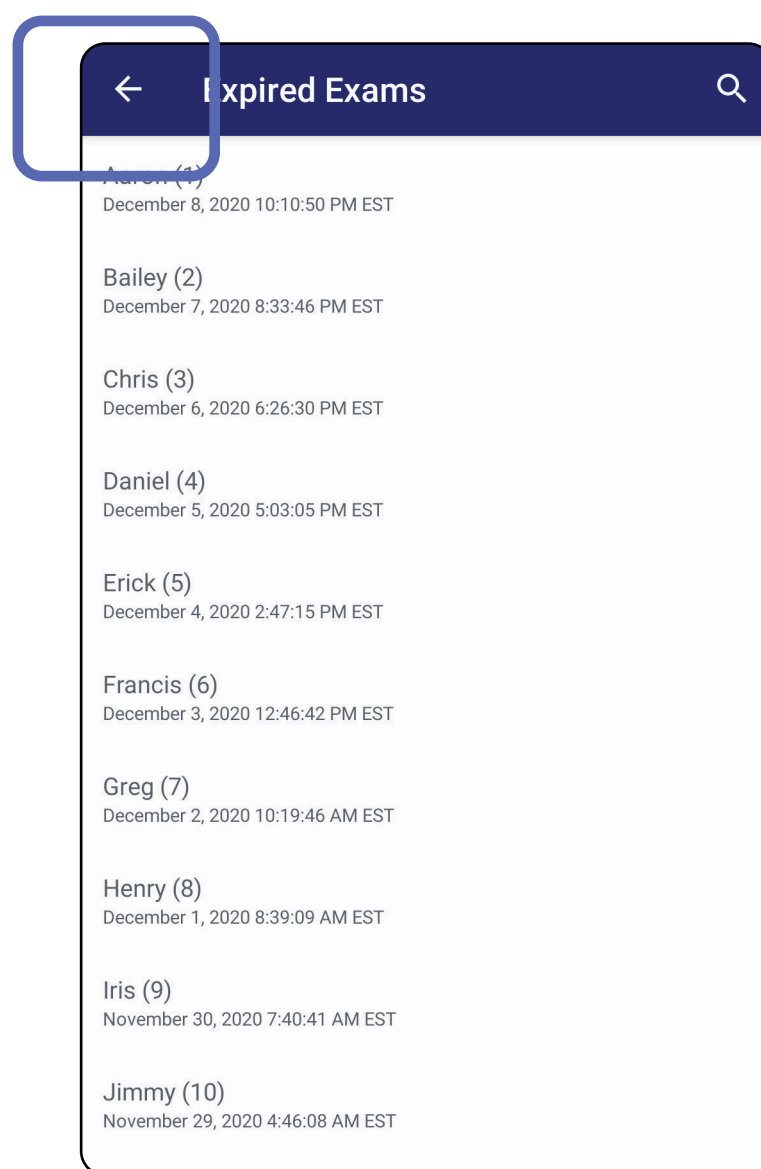 Expired Exams
Aaron (1)
December 8, 2020 10:10:50 PM EST
Bailey (2)
December 7, 2020 8:33:46 PM EST
Chris (3)
December 6, 2020 6:26:30 PM EST
Daniel (4)
December 5, 2020 5:03:05 PM EST
Erick (5)
December 4, 2020 2:47:15 PM EST
Francis (6)
December 3, 2020 12:46:42 PM EST
Greg (7)
December 2, 2020 10:19:46 AM EST
Henry (8)
December 1, 2020 8:39:09 AM EST
Iris (9)
November 30, 2020 7:40:41 AM EST
Jimmy (10)
November 29, 2020 4:46:08 AM EST